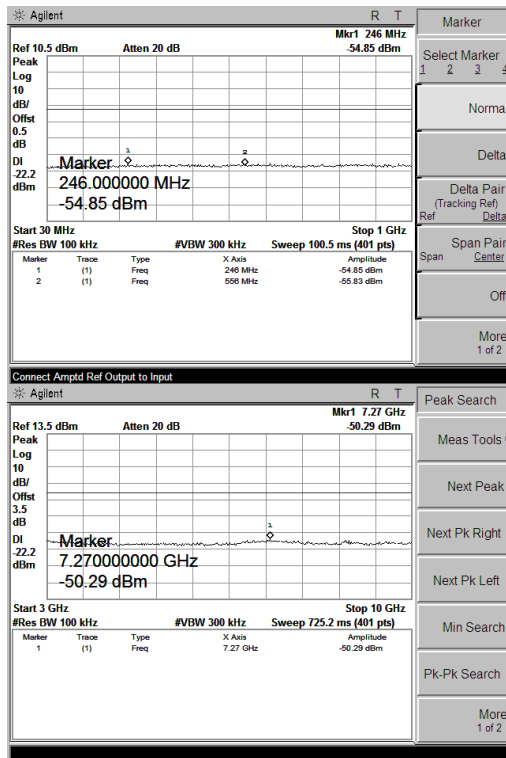 Agilent R T
Mkr1 246 MHz
Ref 10.5 dBm Atten 20 dB -54.85 dBm
Peak
Log
10
dB/
Offst
0.5
dB
DI
-22.2
dBm
1 2
Marker
246.000000 MHz
-54.85 dBm
Start 30 MHz Stop 1 GHz
#Res BW 100 kHz #VBW 300 kHz Sweep 100.5 ms (401 pts)
Marker Trace Type X Axis Amplitude
1 (1) Freq 246 MHz -54.85 dBm
2 (1) Freq 556 MHz -55.83 dBm
Marker
Select Marker
1 2 3 4
Norma
Delta
Delta Pair
(Tracking Ref)
Ref Delta
Span Pair
Span Center
Off
More
1 of 2
Connect Amptd Ref Output to Input
Agilent R T
Mkr1 7.27 GHz
Ref 13.5 dBm Atten 20 dB -50.29 dBm
Peak
Log
10
dB/
Offst
3.5
dB
DI
-22.2
dBm
1
Marker
7.270000000 GHz
-50.29 dBm
Start 3 GHz Stop 10 GHz
#Res BW 100 kHz #VBW 300 kHz Sweep 725.2 ms (401 pts)
Marker Trace Type X Axis Amplitude
1 (1) Freq 7.27 GHz -50.29 dBm
Peak Search
Meas Tools
Next Peak
Next Pk Right
Next Pk Left
Min Search
Pk-Pk Search
More
1 of 2